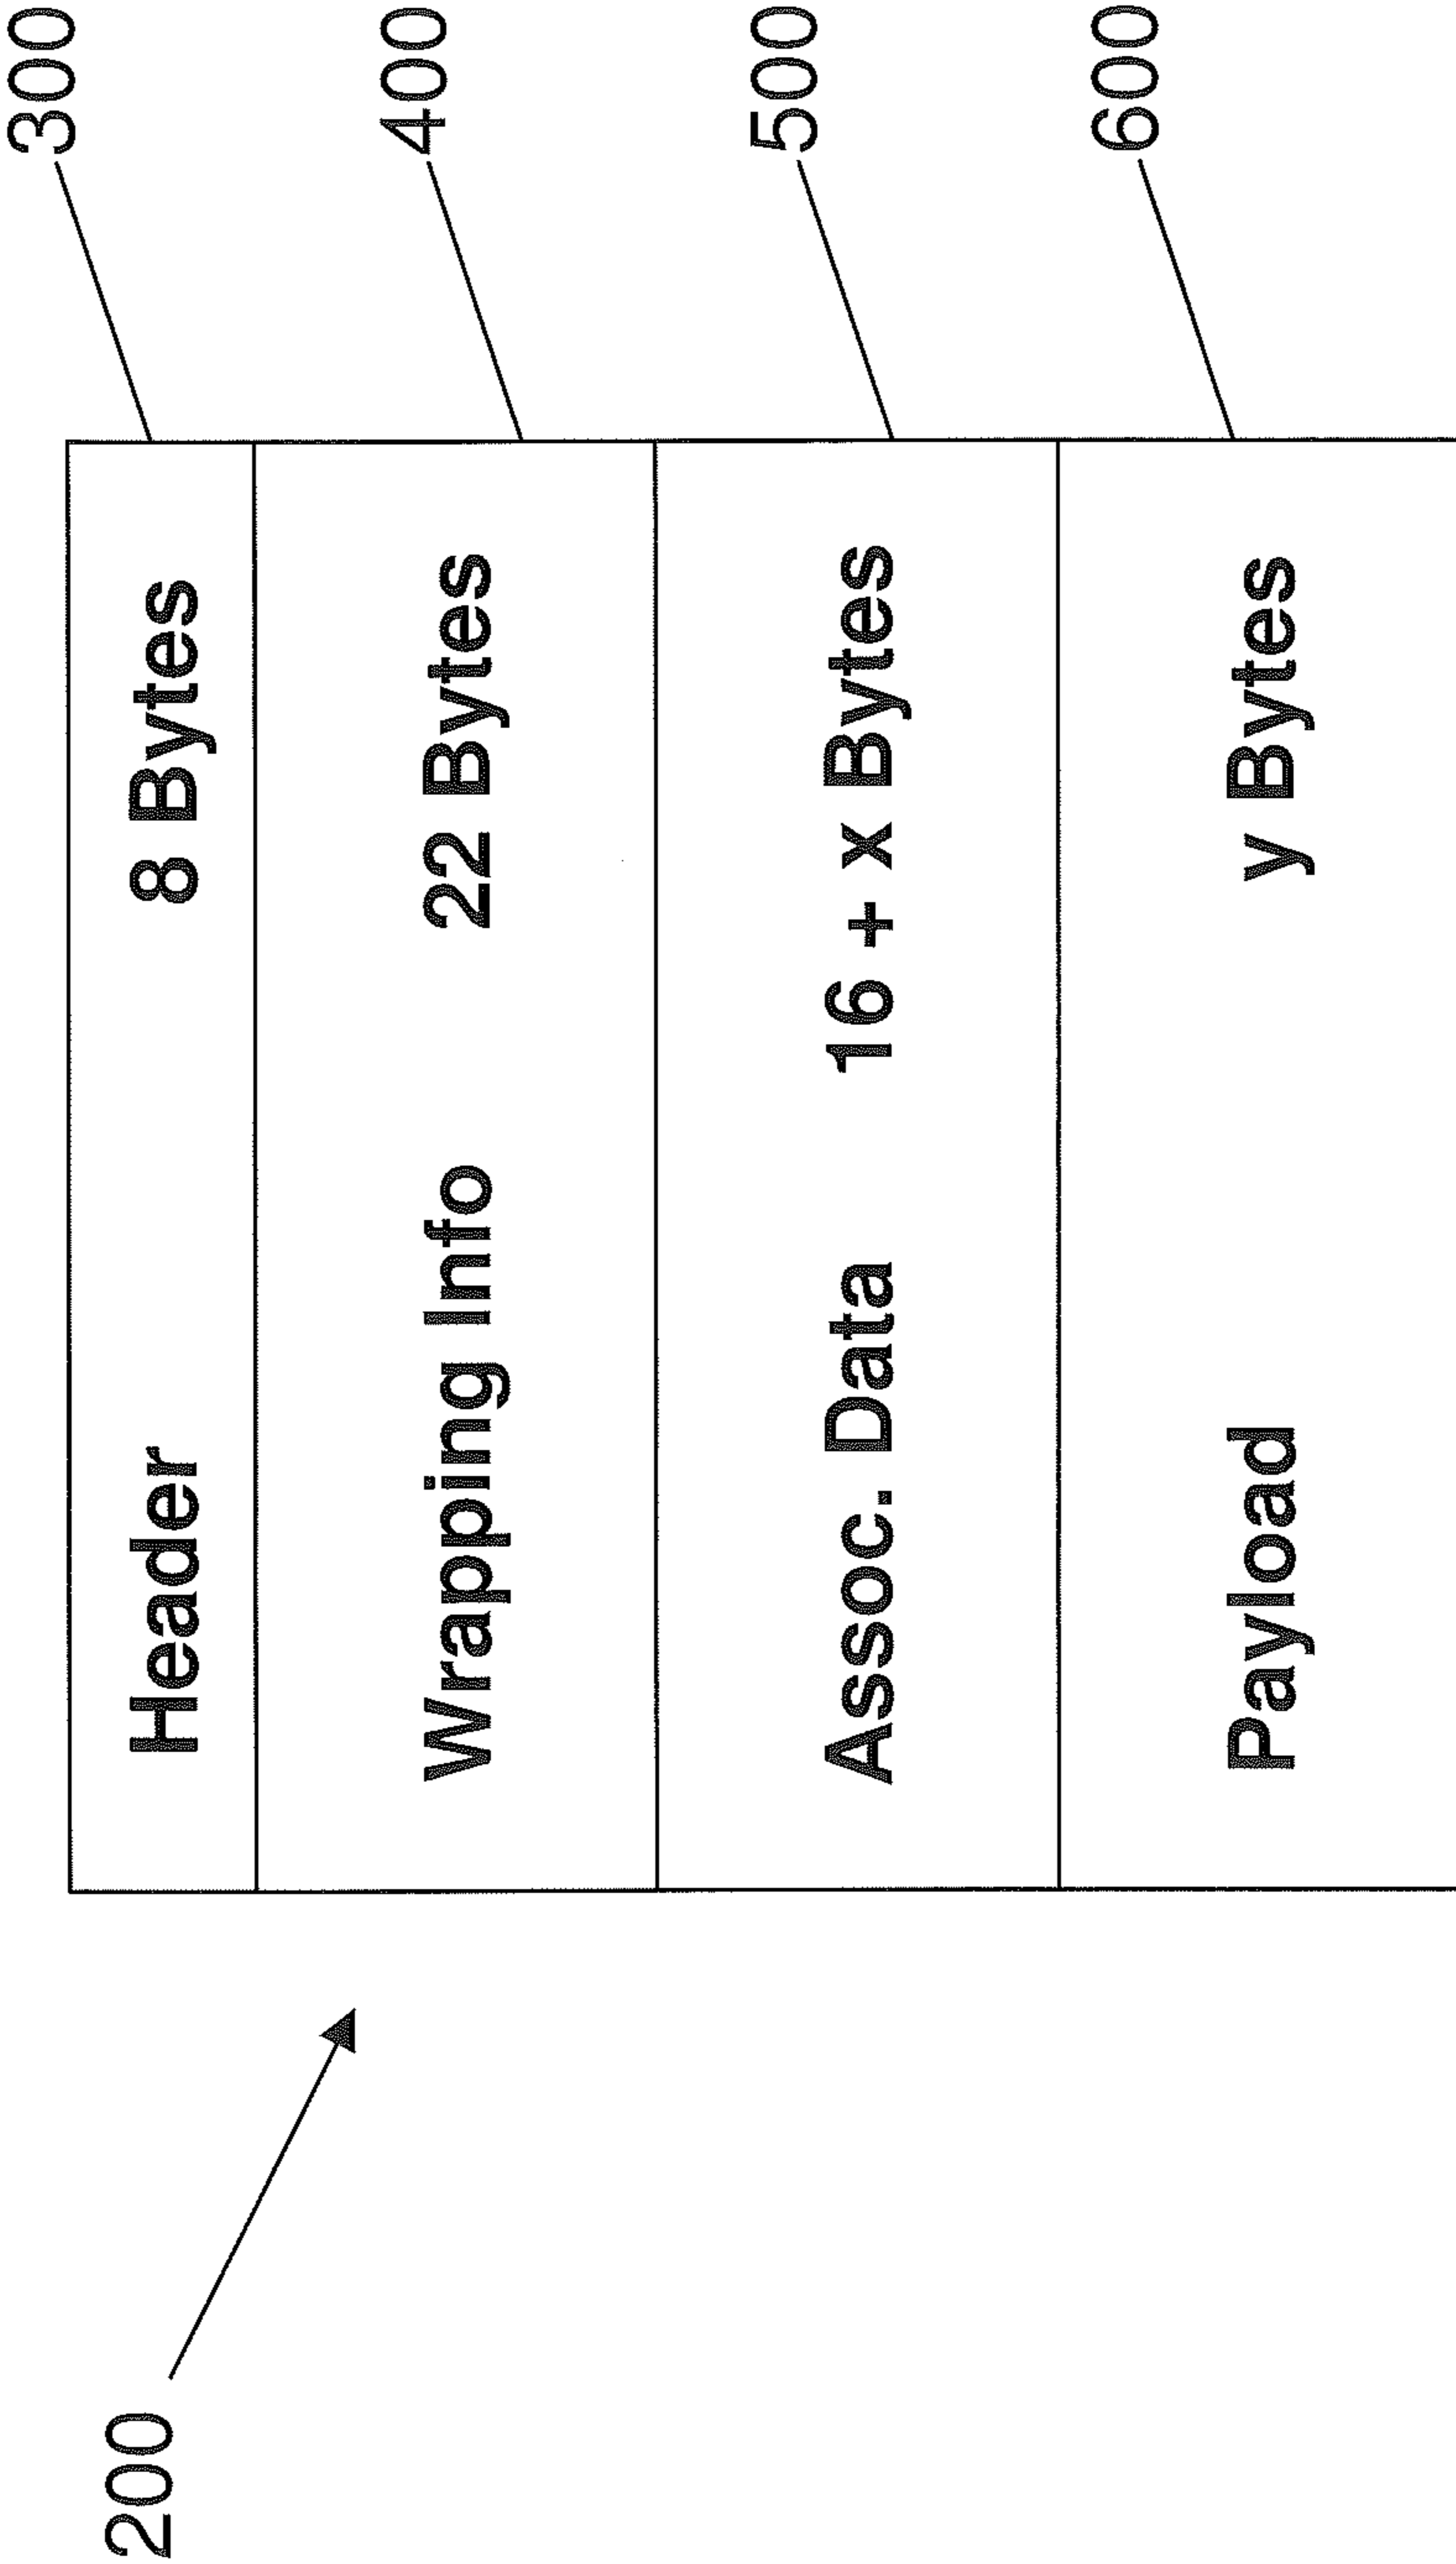 200
Header 8 Bytes 300
Wrapping Info 22 Bytes 400
Assoc. Data 16 + x Bytes 500
Payload y Bytes 600